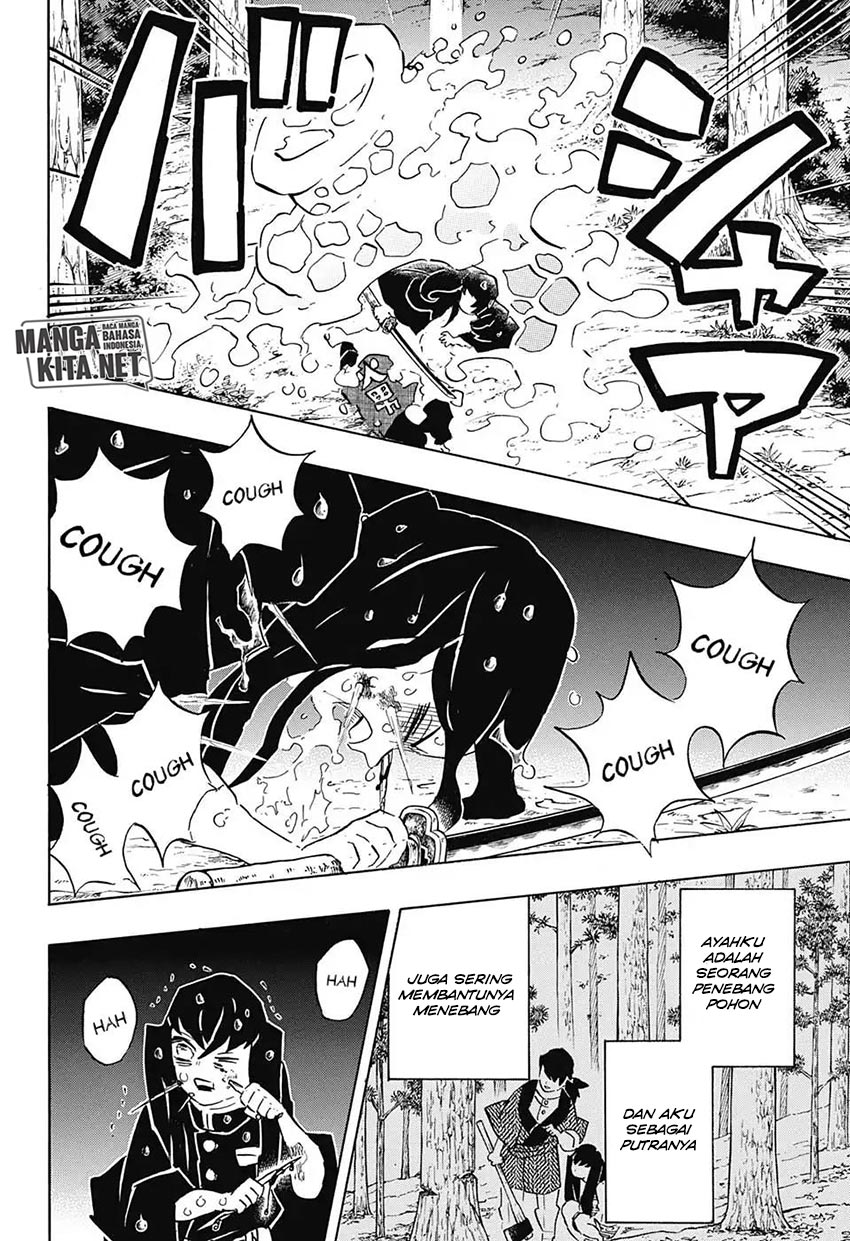 バ
シャア
MANGA
BACA MANGA
BAHASA
INDONESIA
KITA.NET
COUGH
COUGH
COUGH
COUGH
COUGH
COUGH
AYAHKU
ADALAH
SEORANG
PENEBANG
POHON
DAN AKU
SEBAGAI
PUTRANYA
JUGA SERING
MEMBANTUNYA
MENEBANG
HAH
HAH